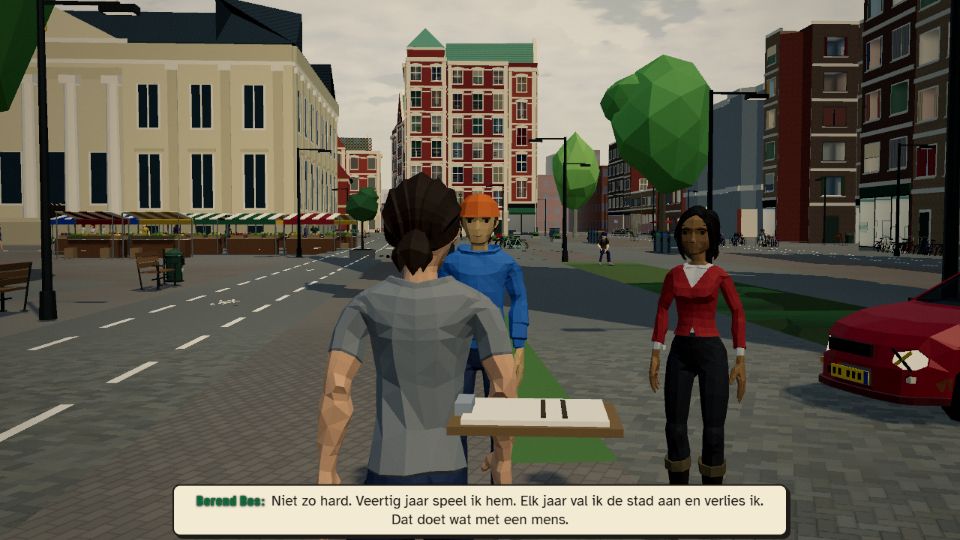 Berend Bos: Niet zo hard. Veertig jaar speel ik hem. Elk jaar val ik de stad aan en verlies ik.
Dat doet wat met een mens.